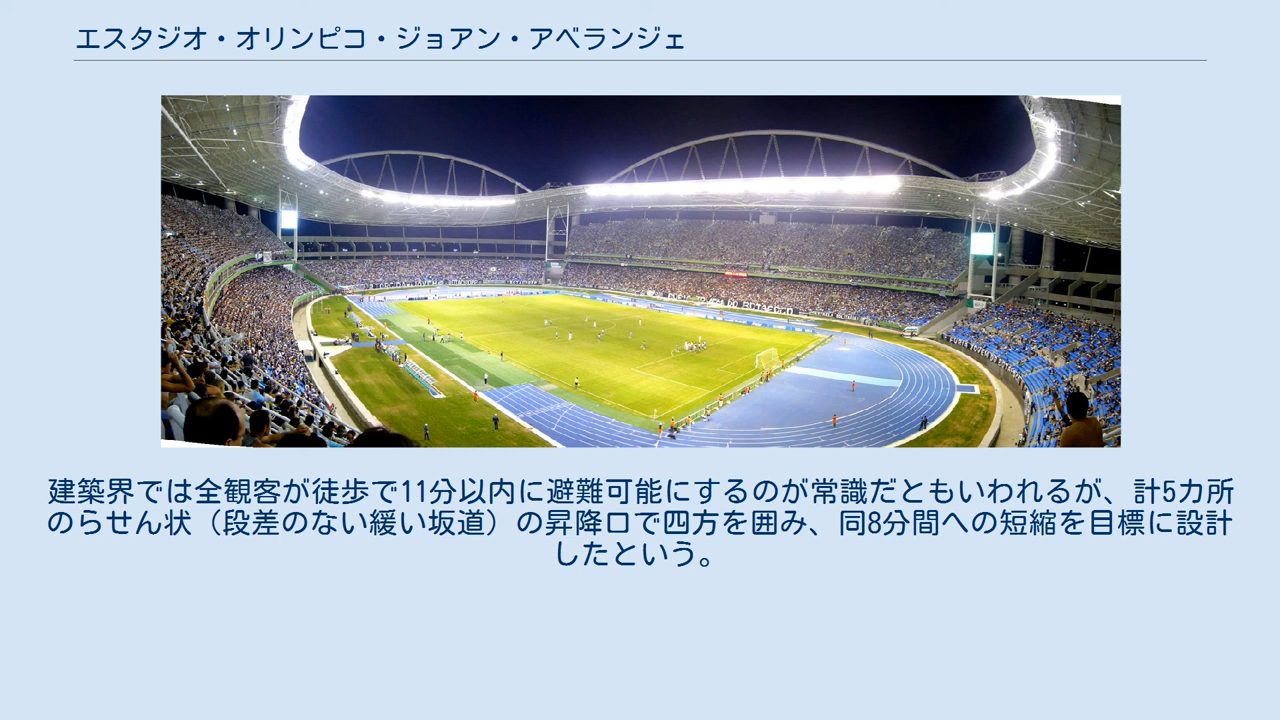 エスタジオ・オリンピコ・ジョアン・アベランジェ
建築界では全観客が徒歩で11分以内に避難可能にするのが常識だともいわれるが、計5カ所
のらせん状（段差のない緩い坂道）の昇降口で四方を囲み、同8分間への短縮を目標に設計
したという。